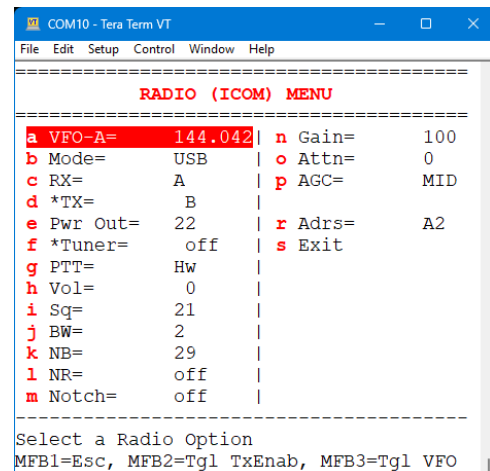 COM10 - Tera Term VT
File Edit Setup Control Window Help
==========================================
RADIO (ICOM) MENU
==========================================
a VFO-A= 144.042| n Gain= 100
b Mode= USB | o Attn= 0
c RX= A | p AGC= MID
d *TX= B |
e Pwr Out= 22 | r Adrs= A2
f *Tuner= off | s Exit
g PTT= Hw |
h Vol= 0 |
i Sq= 21 |
j BW= 2 |
k NB= 29 |
l NR= off |
m Notch= off |
------------------------------------------
Select a Radio Option
MFB1=Esc, MFB2=Tgl TxEnab, MFB3=Tgl VFO